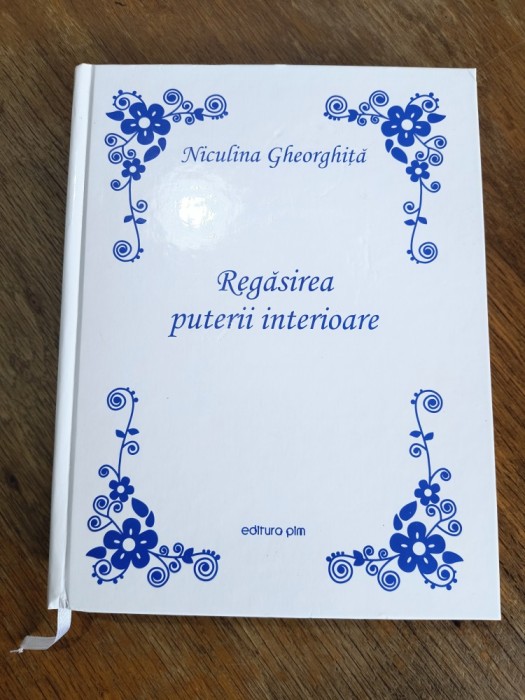 Niculina Gheorghiță
Regăsirea
puterii interioare
editura pim